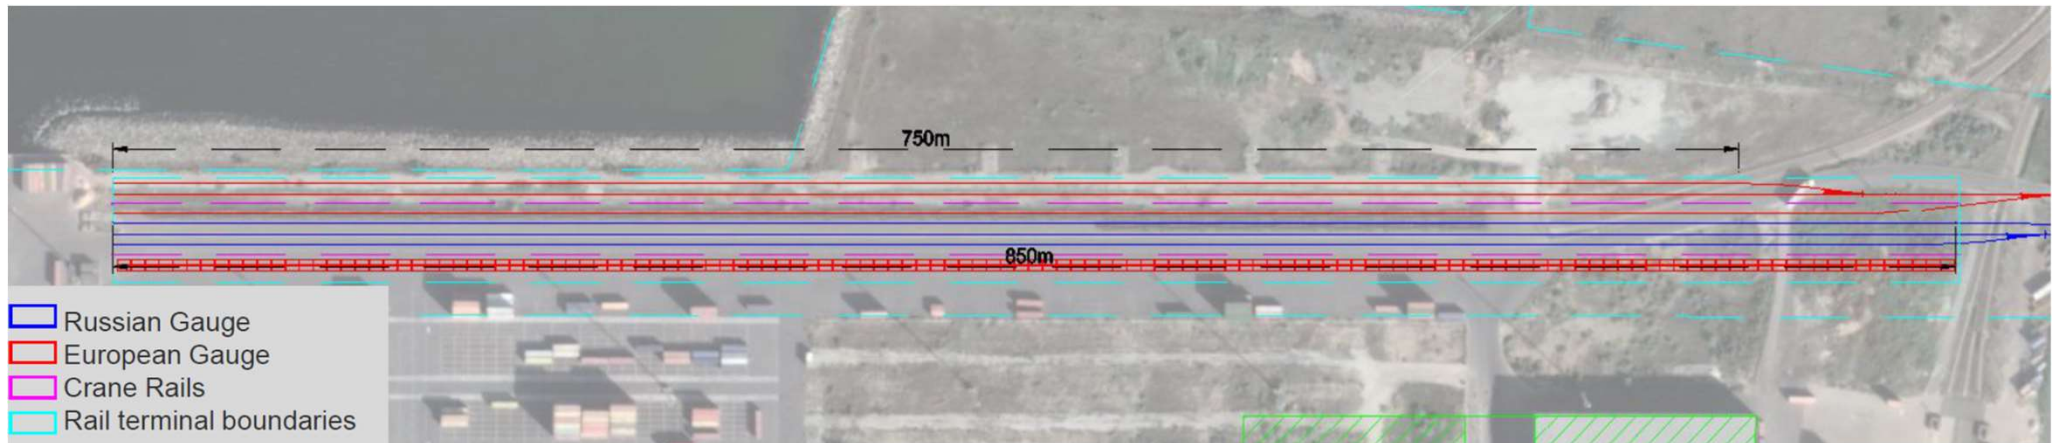 750m
850m
Russian Gauge
European Gauge
Crane Rails
Rail terminal boundaries